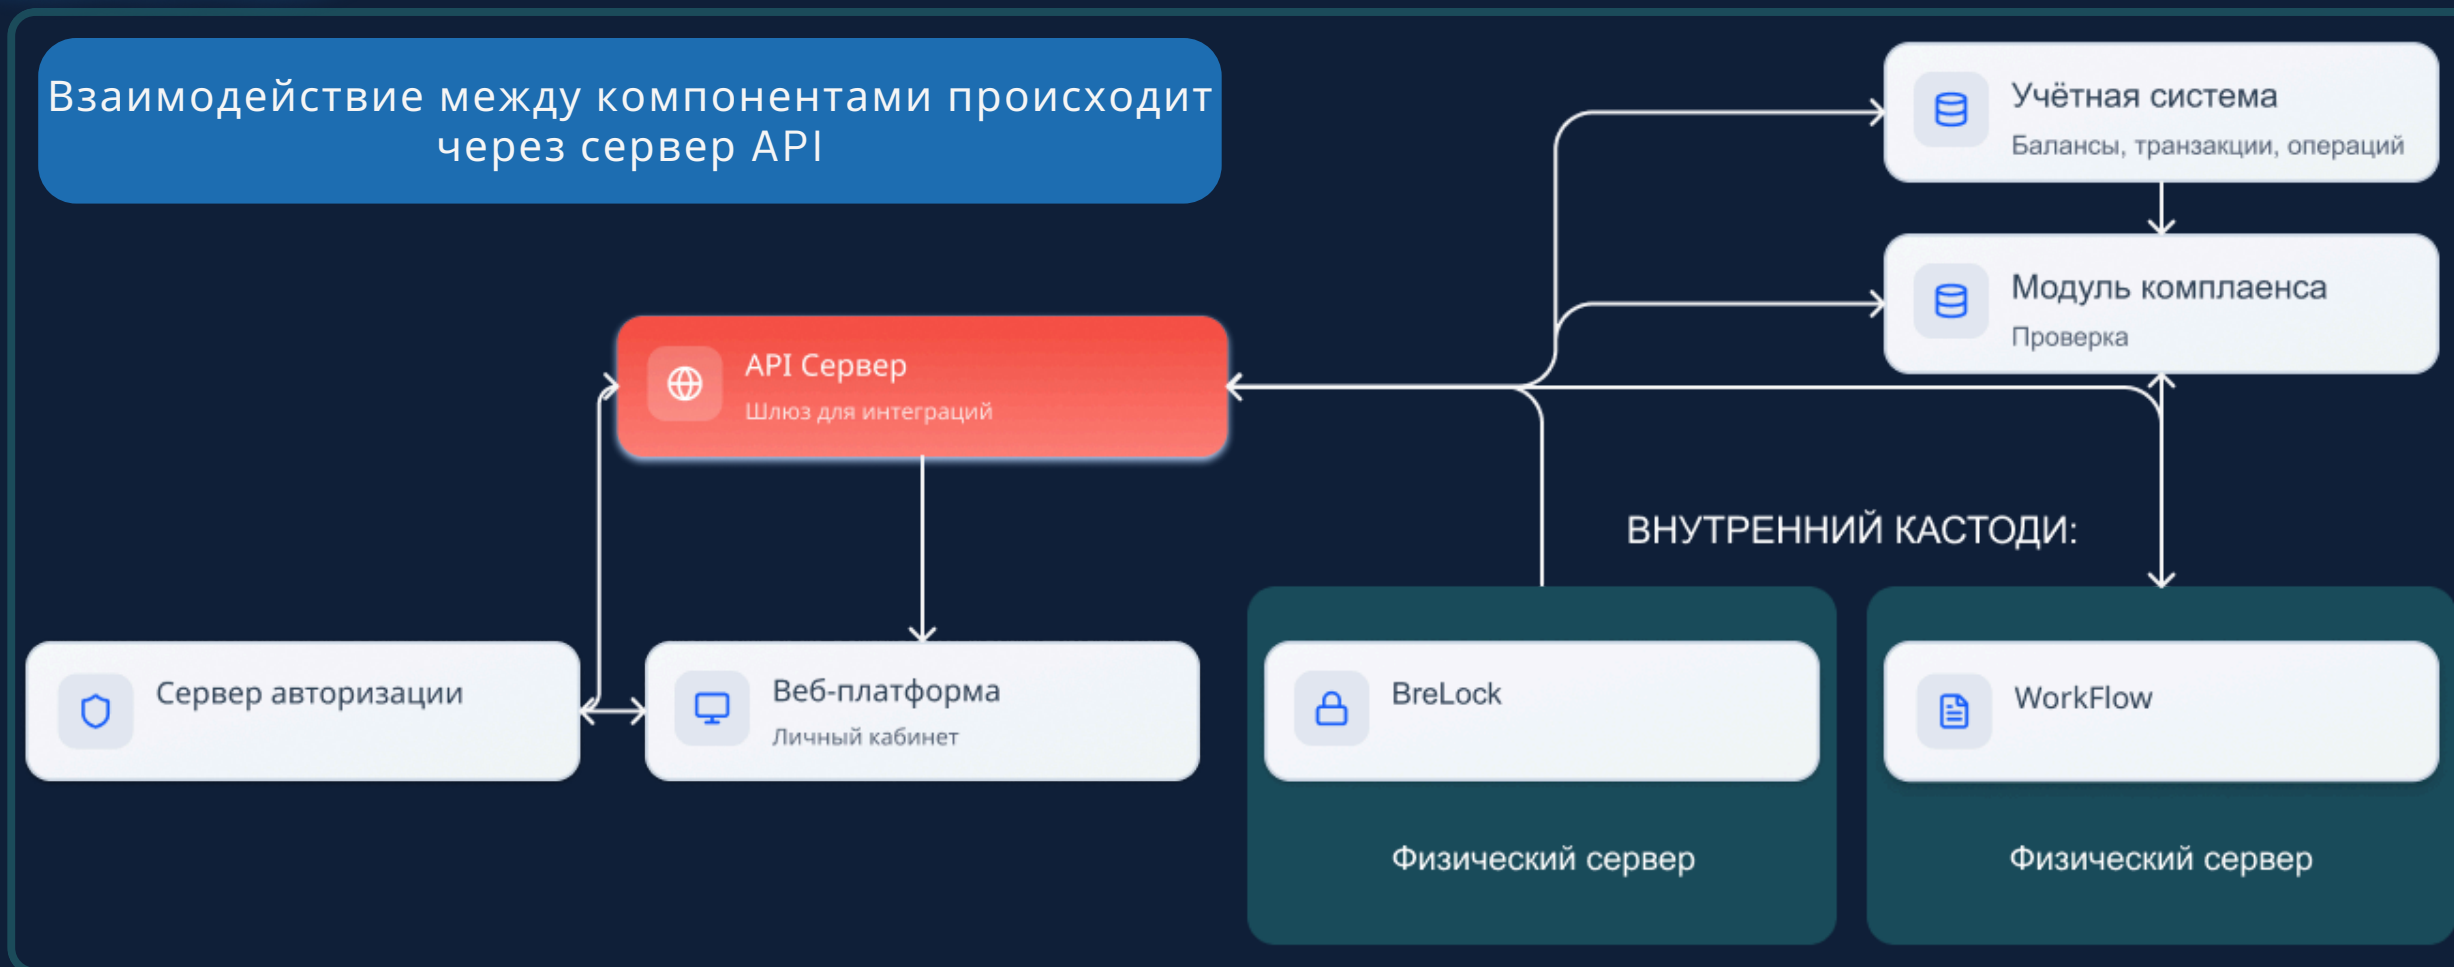 Взаимодействие между компонентами происходит
через сервер API
Учётная система
Балансы, транзакции, операций
Модуль комплаенса
Проверка
API Сервер
Шлюз для интеграций
ВНУТРЕННИЙ КАСТОДИ:
Сервер авторизации
Веб-платформа
Личный кабинет
BreLock
WorkFlow
Физический сервер
Физический сервер